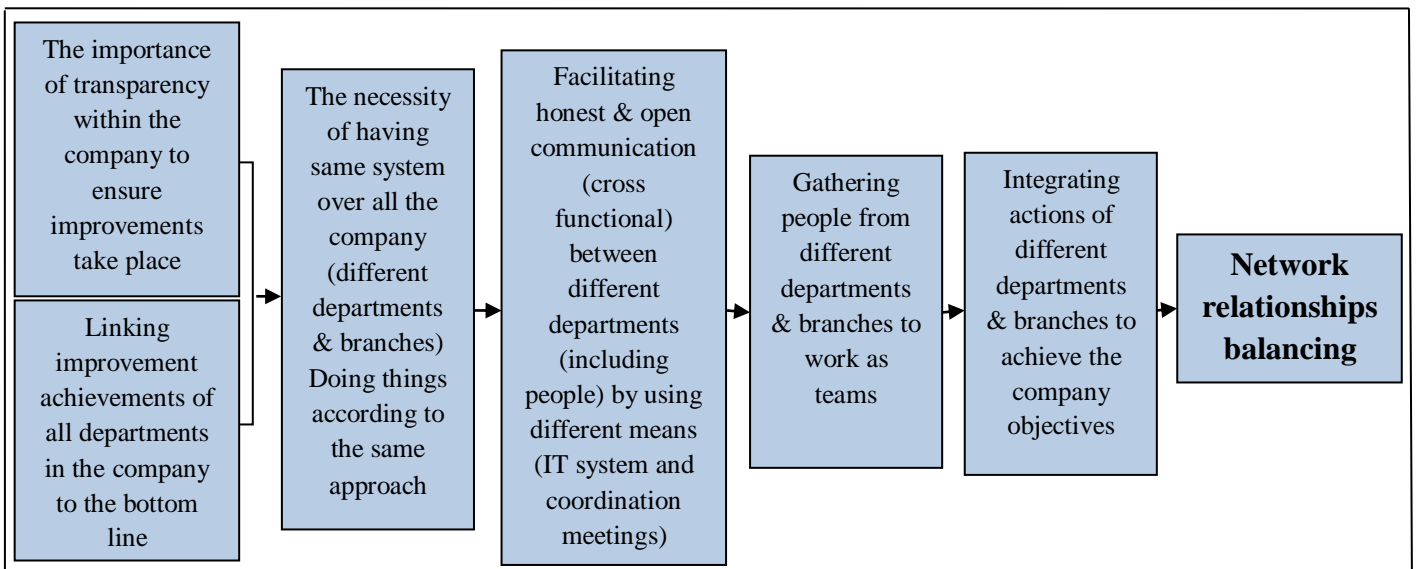 The importance
of transparency
within the
company to
ensure
improvements
take place
Linking
improvement
achievements of
all departments
in the company
to the bottom
line
The necessity
of having
same system
over all the
company
(different
departments
& branches)
Doing things
according to
the same
approach
Facilitating
honest & open
communication
(cross
functional)
between
different
departments
(including
people) by using
different means
(IT system and
coordination
meetings)
Gathering
people from
different
departments
& branches to
work as
teams
Integrating
actions of
different
departments
& branches to
achieve the
company
objectives
Network
relationships
balancing